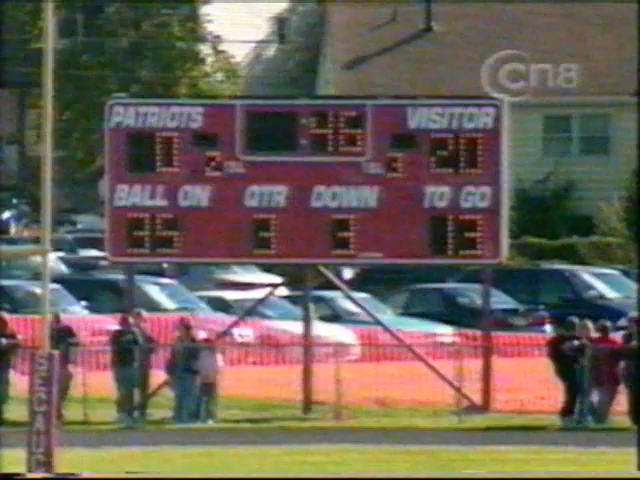 cn8
PATRIOTS VISITOR
0 2 :46 3 20
BALL ON QTR DOWN TO GO
35 3 3 13